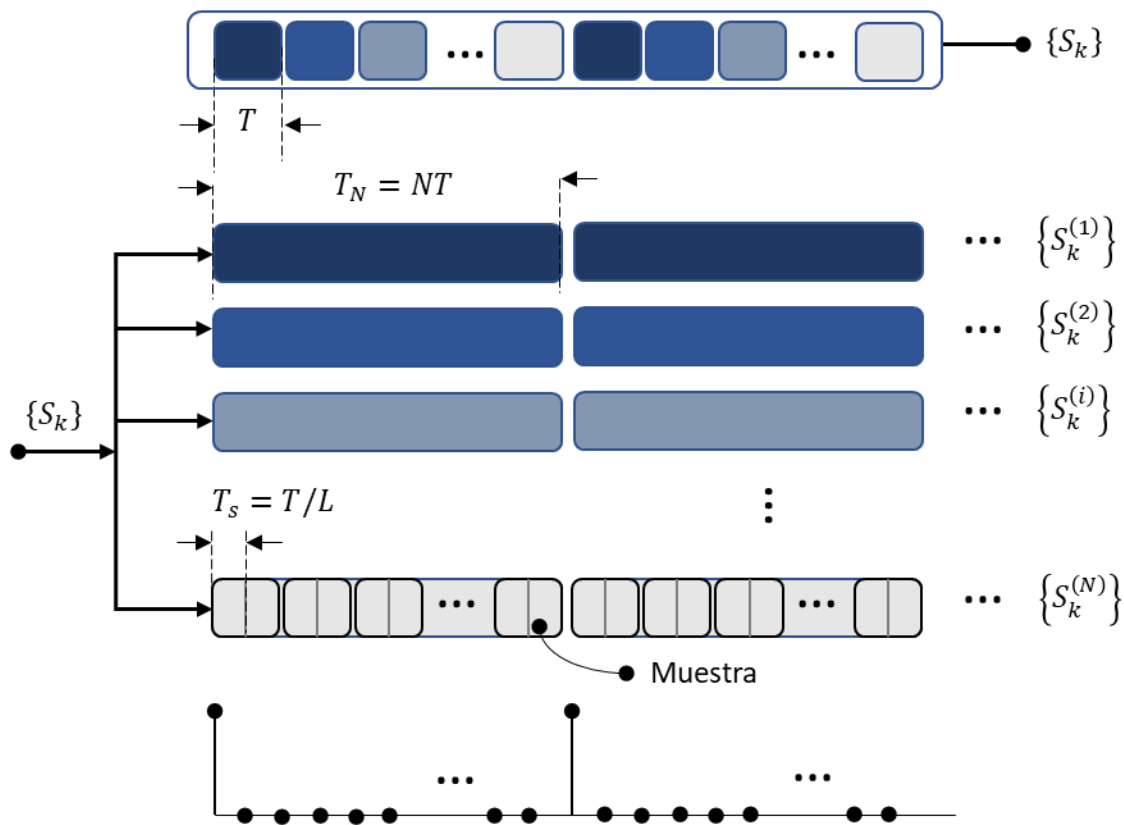 {S_k}
T
T_N = NT
{S_k^(1)}
{S_k^(2)}
{S_k^(i)}
{S_k}
T_s = T/L
{S_k^(N)}
Muestra